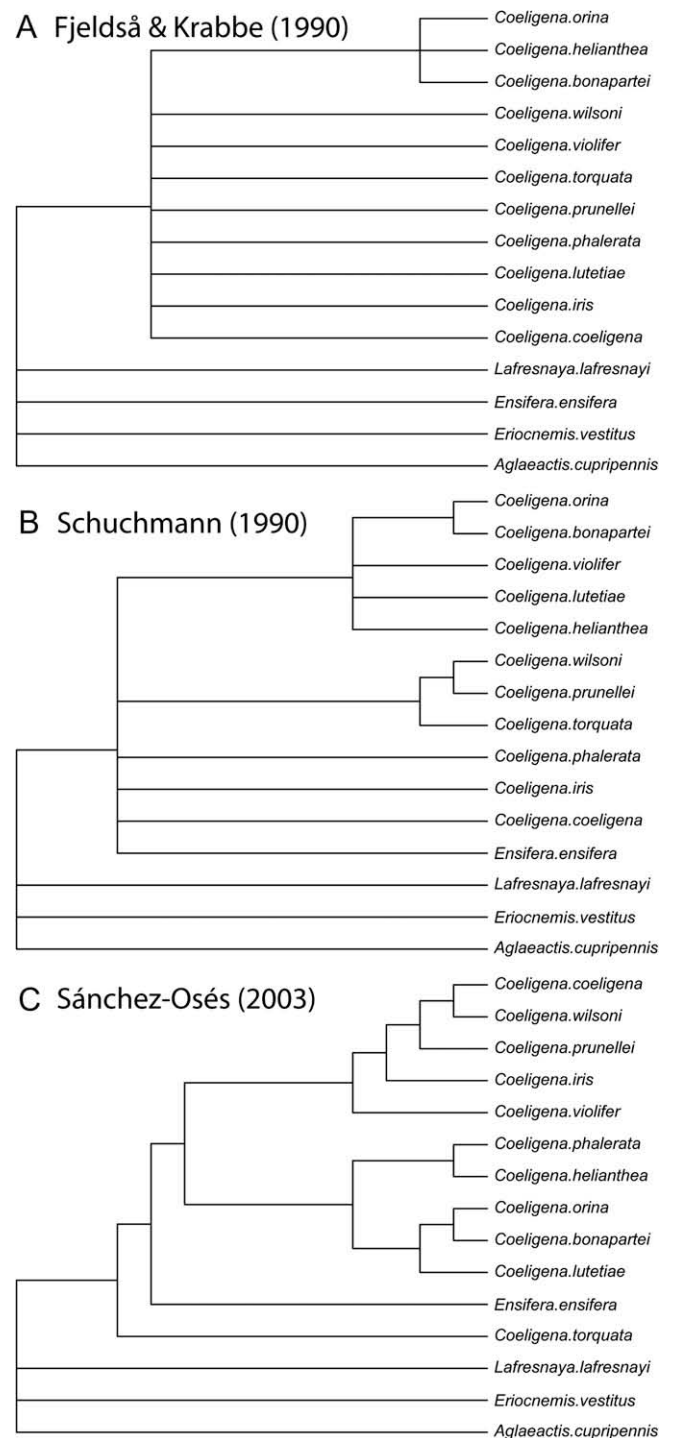 A Fjeldså & Krabbe (1990)
Coeligena.orina
Coeligena.helianthea
Coeligena.bonapartei
Coeligena.wilsoni
Coeligena.violifer
Coeligena.torquata
Coeligena.prunellei
Coeligena.phalerata
Coeligena.lutetiae
Coeligena.iris
Coeligena.coeligena
Lafresnaya.lafresnayi
Ensifera.ensifera
Eriocnemis.vestitus
Aglaeactis.cupripennis
B Schuchmann (1990)
Coeligena.orina
Coeligena.bonapartei
Coeligena.violifer
Coeligena.lutetiae
Coeligena.helianthea
Coeligena.wilsoni
Coeligena.prunellei
Coeligena.torquata
Coeligena.phalerata
Coeligena.iris
Coeligena.coeligena
Ensifera.ensifera
Lafresnaya.lafresnayi
Eriocnemis.vestitus
Aglaeactis.cupripennis
C Sánchez-Osés (2003)
Coeligena.coeligena
Coeligena.wilsoni
Coeligena.prunellei
Coeligena.iris
Coeligena.violifer
Coeligena.phalerata
Coeligena.helianthea
Coeligena.orina
Coeligena.bonapartei
Coeligena.lutetiae
Ensifera.ensifera
Coeligena.torquata
Lafresnaya.lafresnayi
Eriocnemis.vestitus
Aglaeactis.cupripennis